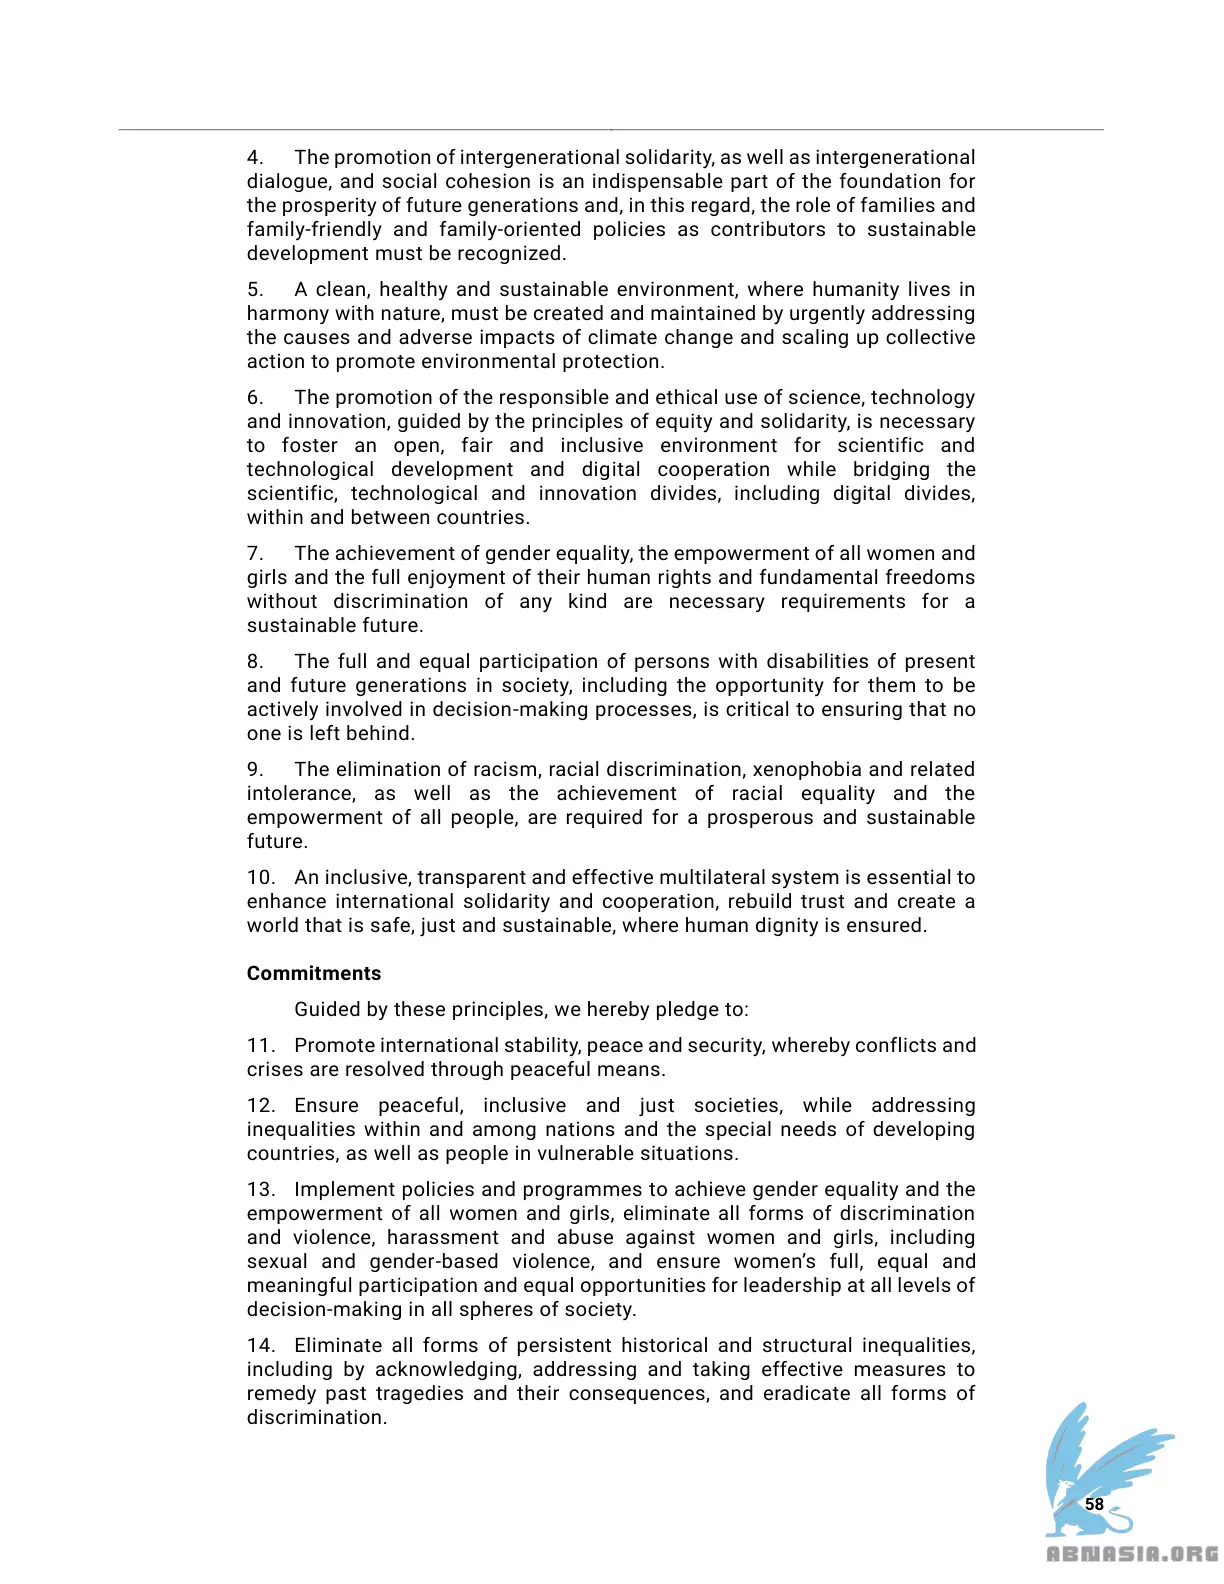 4. The promotion of intergenerational solidarity, as well as intergenerational
dialogue, and social cohesion is an indispensable part of the foundation for
the prosperity of future generations and, in this regard, the role of families and
family-friendly and family-oriented policies as contributors to sustainable
development must be recognized.
5. A clean, healthy and sustainable environment, where humanity lives in
harmony with nature, must be created and maintained by urgently addressing
the causes and adverse impacts of climate change and scaling up collective
action to promote environmental protection.
6. The promotion of the responsible and ethical use of science, technology
and innovation, guided by the principles of equity and solidarity, is necessary
to foster an open, fair and inclusive environment for scientific and
technological development and digital cooperation while bridging the
scientific, technological and innovation divides, including digital divides,
within and between countries.
7. The achievement of gender equality, the empowerment of all women and
girls and the full enjoyment of their human rights and fundamental freedoms
without discrimination of any kind are necessary requirements for a
sustainable future.
8. The full and equal participation of persons with disabilities of present
and future generations in society, including the opportunity for them to be
actively involved in decision-making processes, is critical to ensuring that no
one is left behind.
9. The elimination of racism, racial discrimination, xenophobia and related
intolerance, as well as the achievement of racial equality and the
empowerment of all people, are required for a prosperous and sustainable
future.
10. An inclusive, transparent and effective multilateral system is essential to
enhance international solidarity and cooperation, rebuild trust and create a
world that is safe, just and sustainable, where human dignity is ensured.
Commitments
Guided by these principles, we hereby pledge to:
11. Promote international stability, peace and security, whereby conflicts and
crises are resolved through peaceful means.
12. Ensure peaceful, inclusive and just societies, while addressing
inequalities within and among nations and the special needs of developing
countries, as well as people in vulnerable situations.
13. Implement policies and programmes to achieve gender equality and the
empowerment of all women and girls, eliminate all forms of discrimination
and violence, harassment and abuse against women and girls, including
sexual and gender-based violence, and ensure women’s full, equal and
meaningful participation and equal opportunities for leadership at all levels of
decision-making in all spheres of society.
14. Eliminate all forms of persistent historical and structural inequalities,
including by acknowledging, addressing and taking effective measures to
remedy past tragedies and their consequences, and eradicate all forms of
discrimination.
58
ABNASIA.ORG